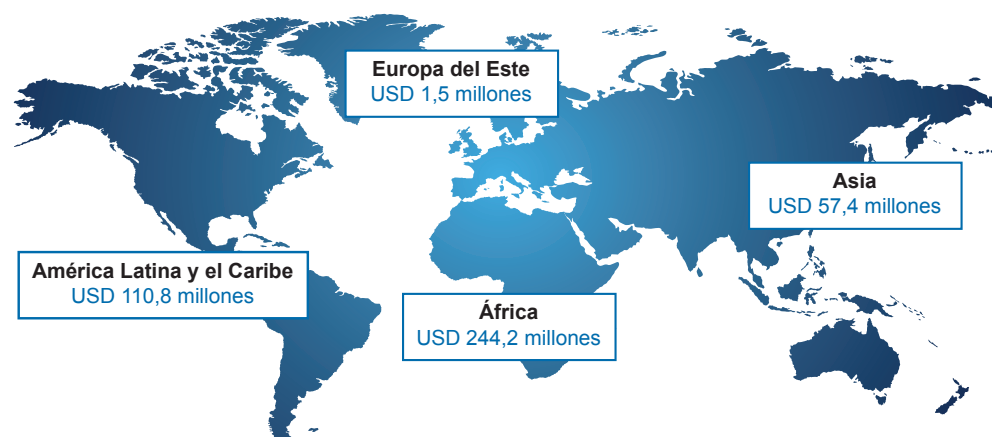 Europa del Este
USD 1,5 millones
Asia
USD 57,4 millones
América Latina y el Caribe
USD 110,8 millones
África
USD 244,2 millones